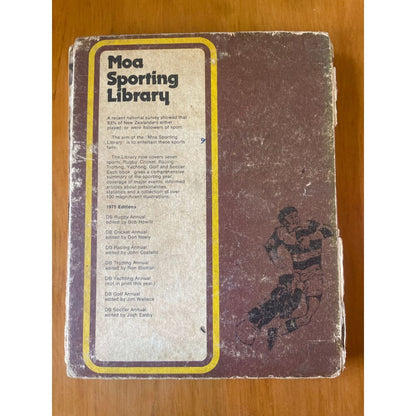 Moa
Sporting
Library
A recent national survey showed that
83% of New Zealanders either
played or were followers of sport.
The aim of the 'Moa Sporting
Library' is to entertain these sports
fans.
The Library now covers seven
sports, Rugby, Cricket, Racing,
Trotting, Yachting, Golf and Soccer.
Each book gives a comprehensive
summary of the sporting year,
coverage of major events, informed
articles about personalities,
statistics and a collection of over
100 magnificent illustrations.
1975 Editions
DB Rugby Annual
edited by Bob Howitt
DB Cricket Annual
edited by Don Neely
DB Racing Annual
edited by John Costello
DB Trotting Annual
edited by Ron Bisman
DB Yachting Annual
(not in print this year)
DB Golf Annual
edited by Jim Wallace
DB Soccer Annual
edited by Josh Easby